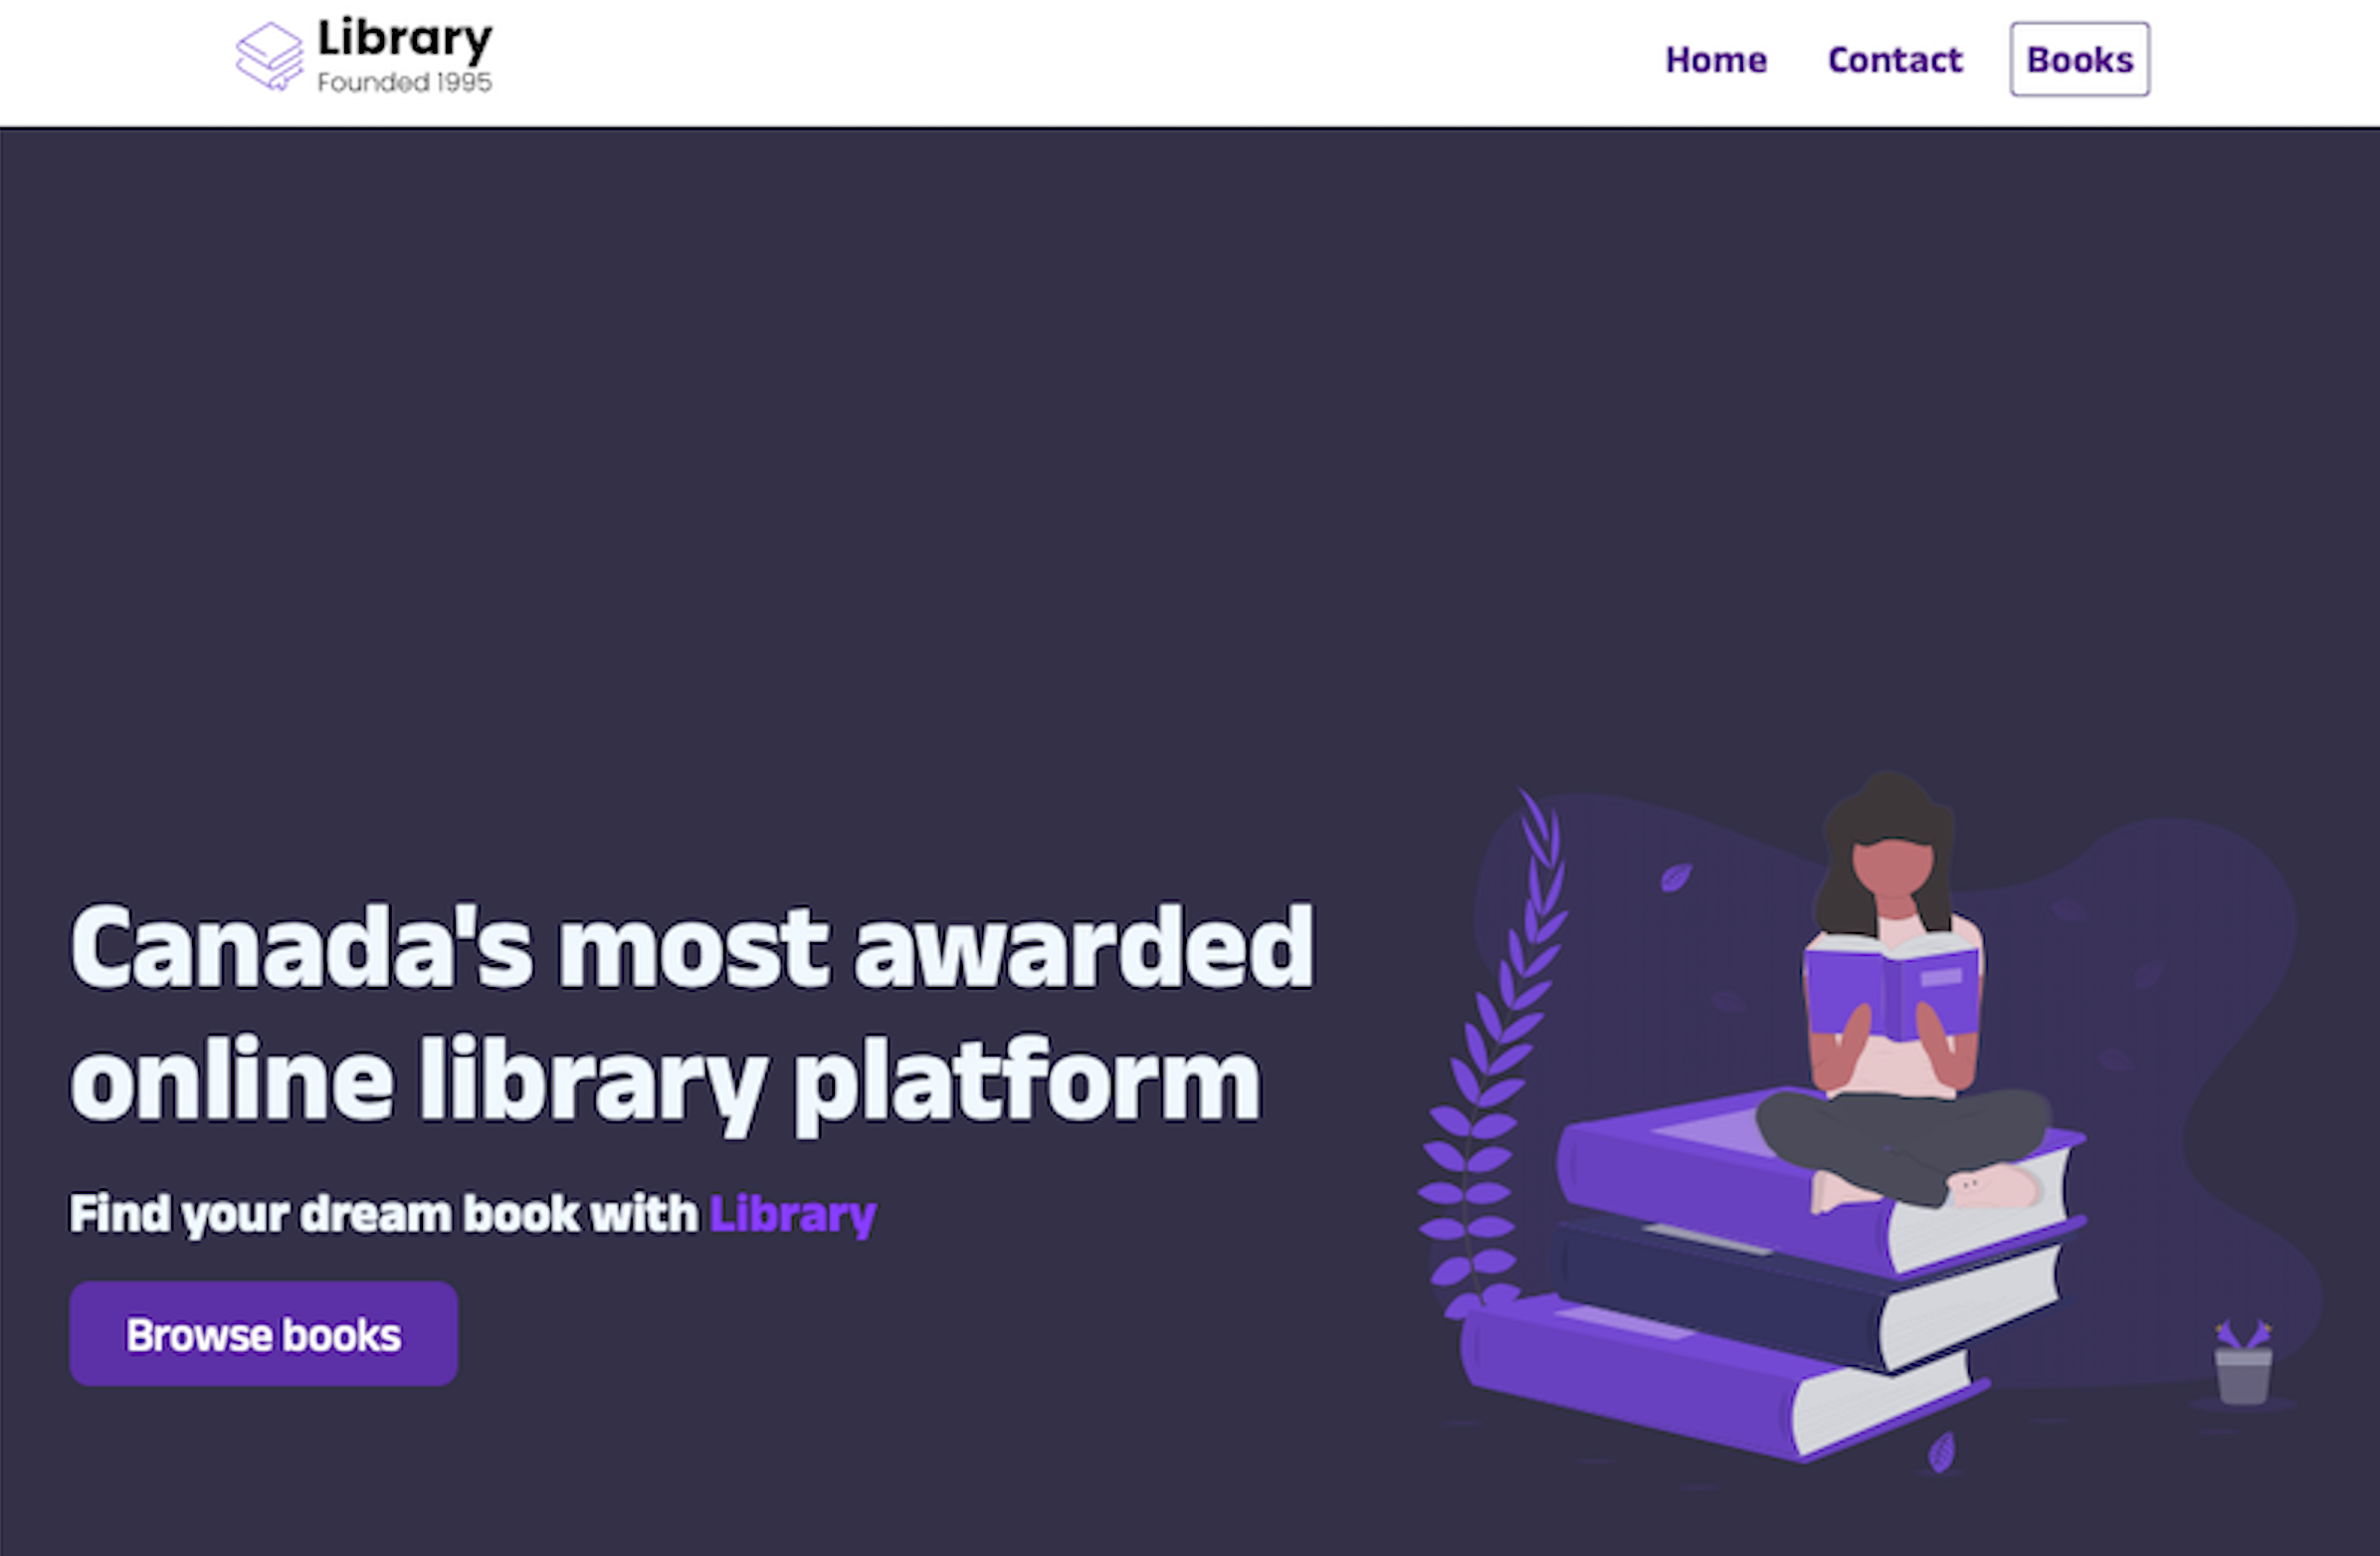 Library
Founded 1995
Home
Contact
Books
Canada's most awarded
online library platform
Find your dream book with Library
Browse books